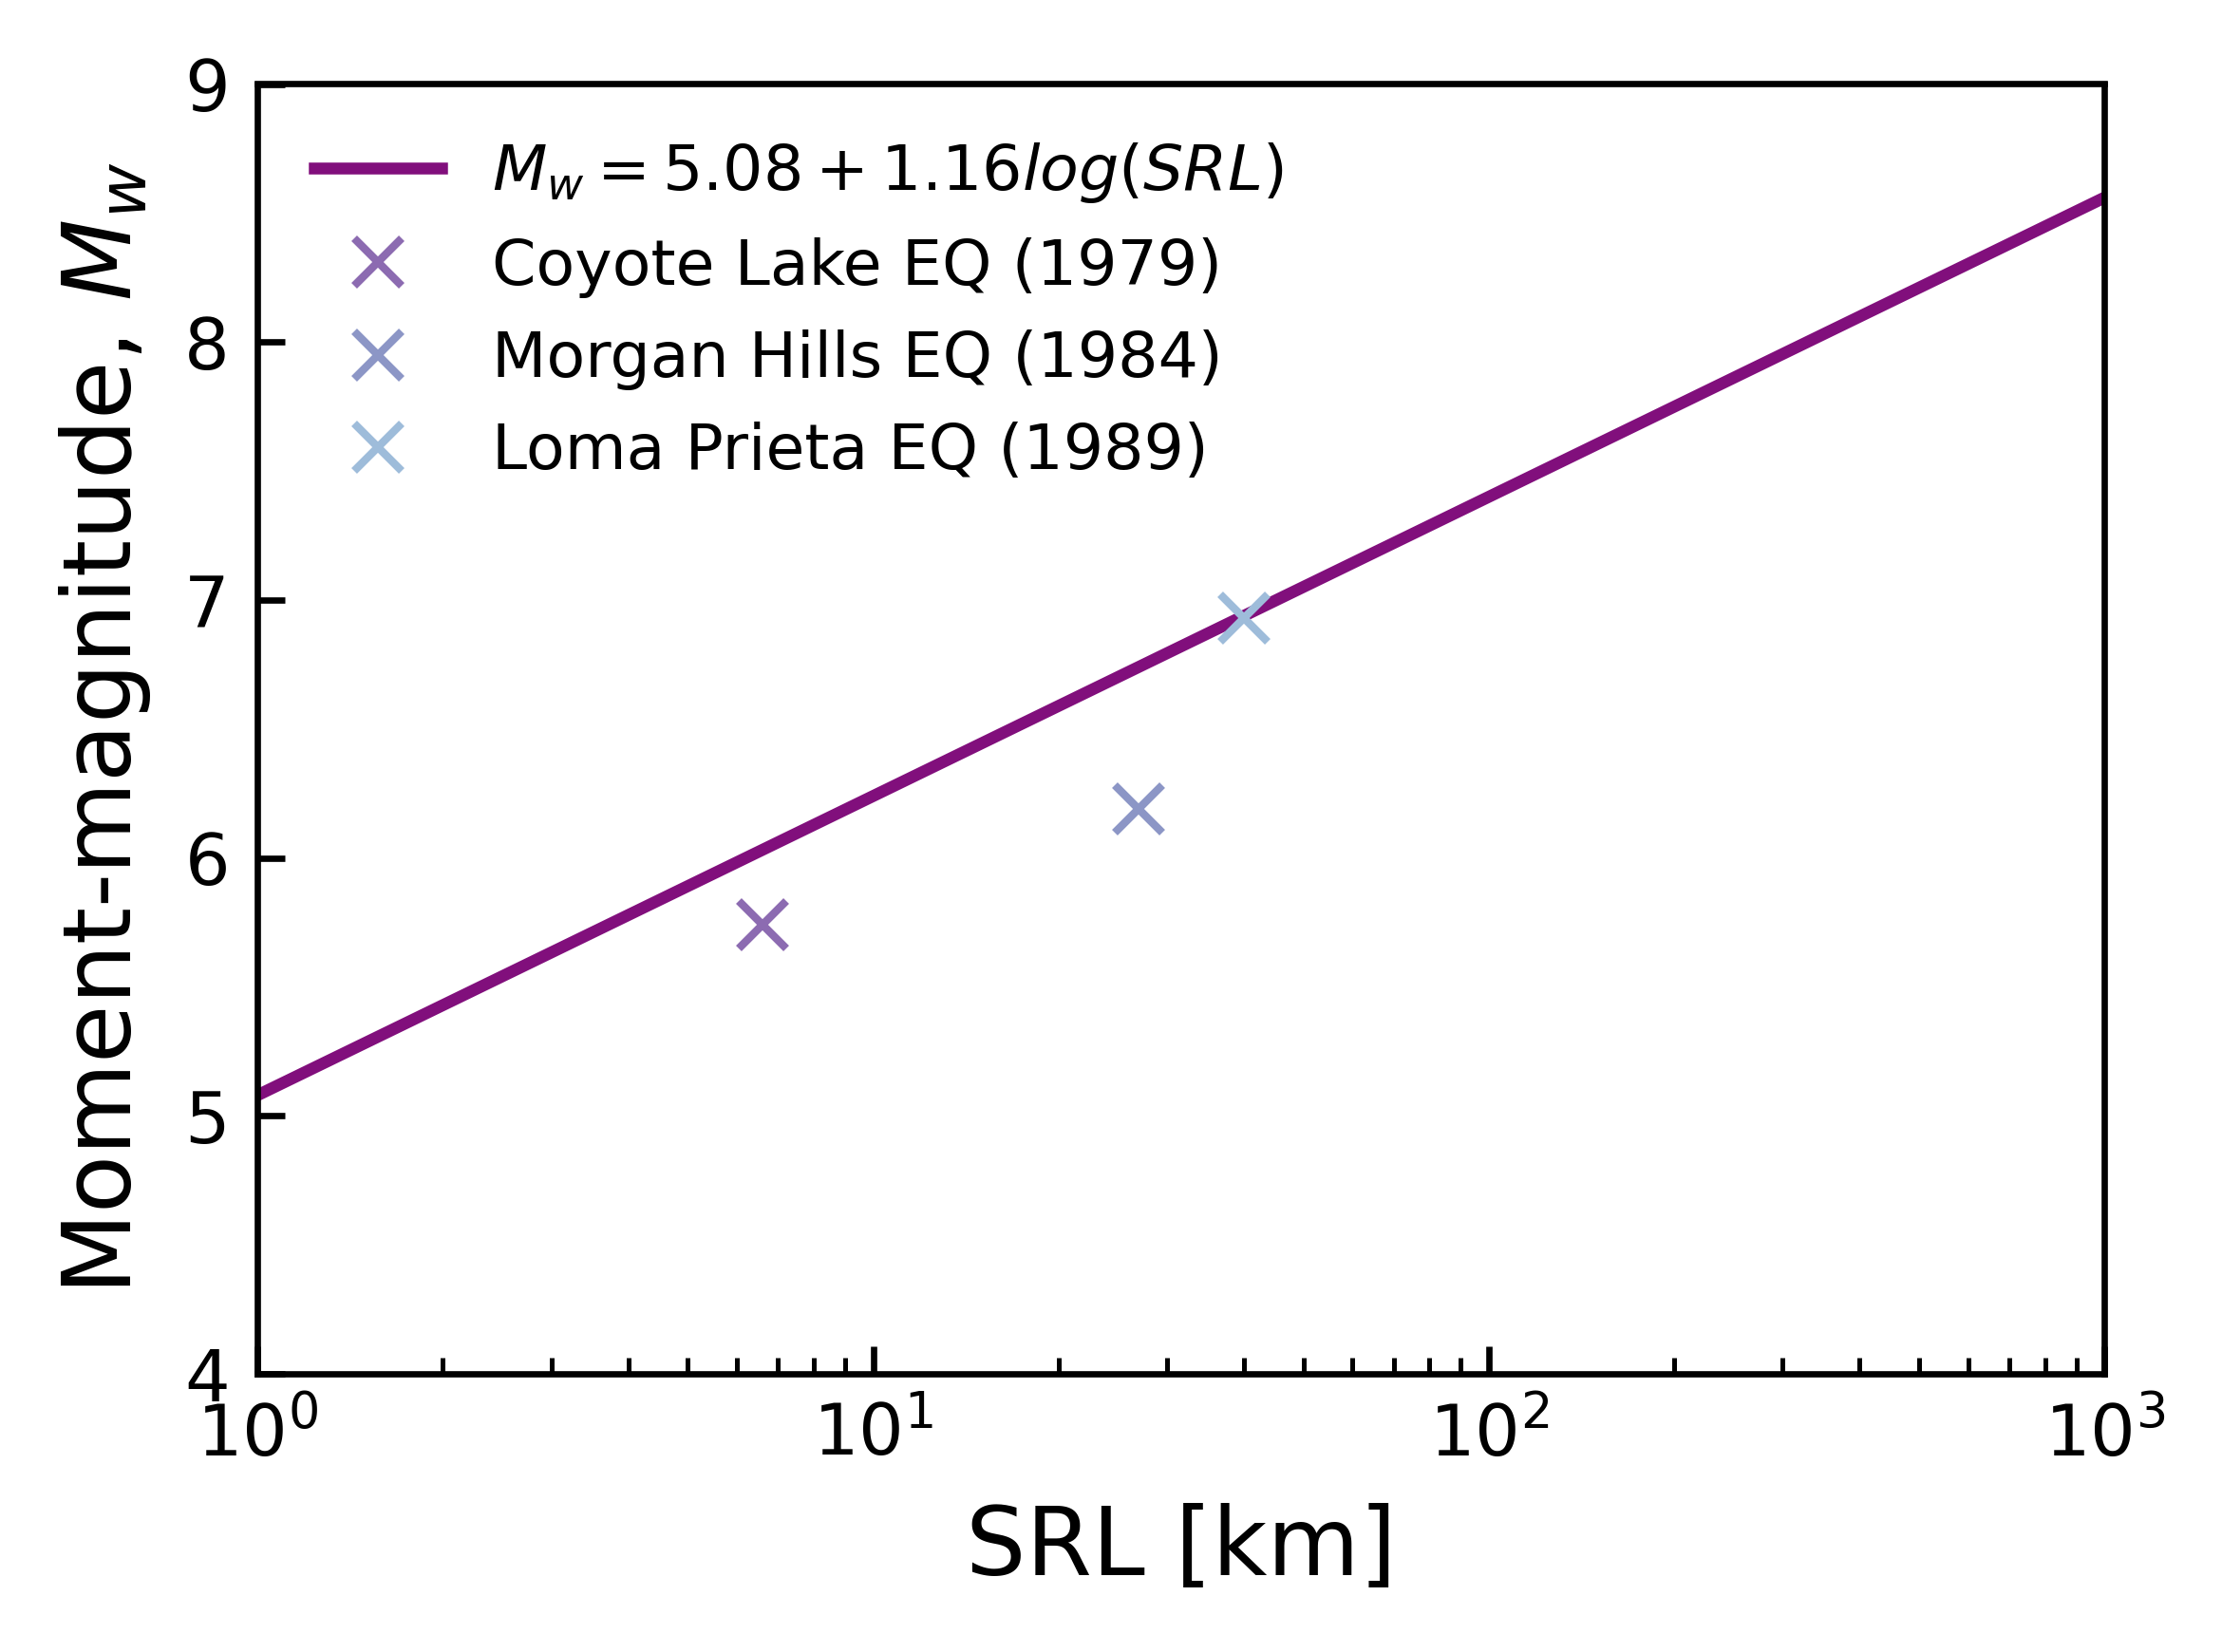 9
M_w = 5.08 + 1.16log(SRL)
Coyote Lake EQ (1979)
8
Morgan Hills EQ (1984)
Loma Prieta EQ (1989)
7
6
5
4
Moment-magnitude, M_w
10^0 10^1 10^2 10^3
SRL [km]